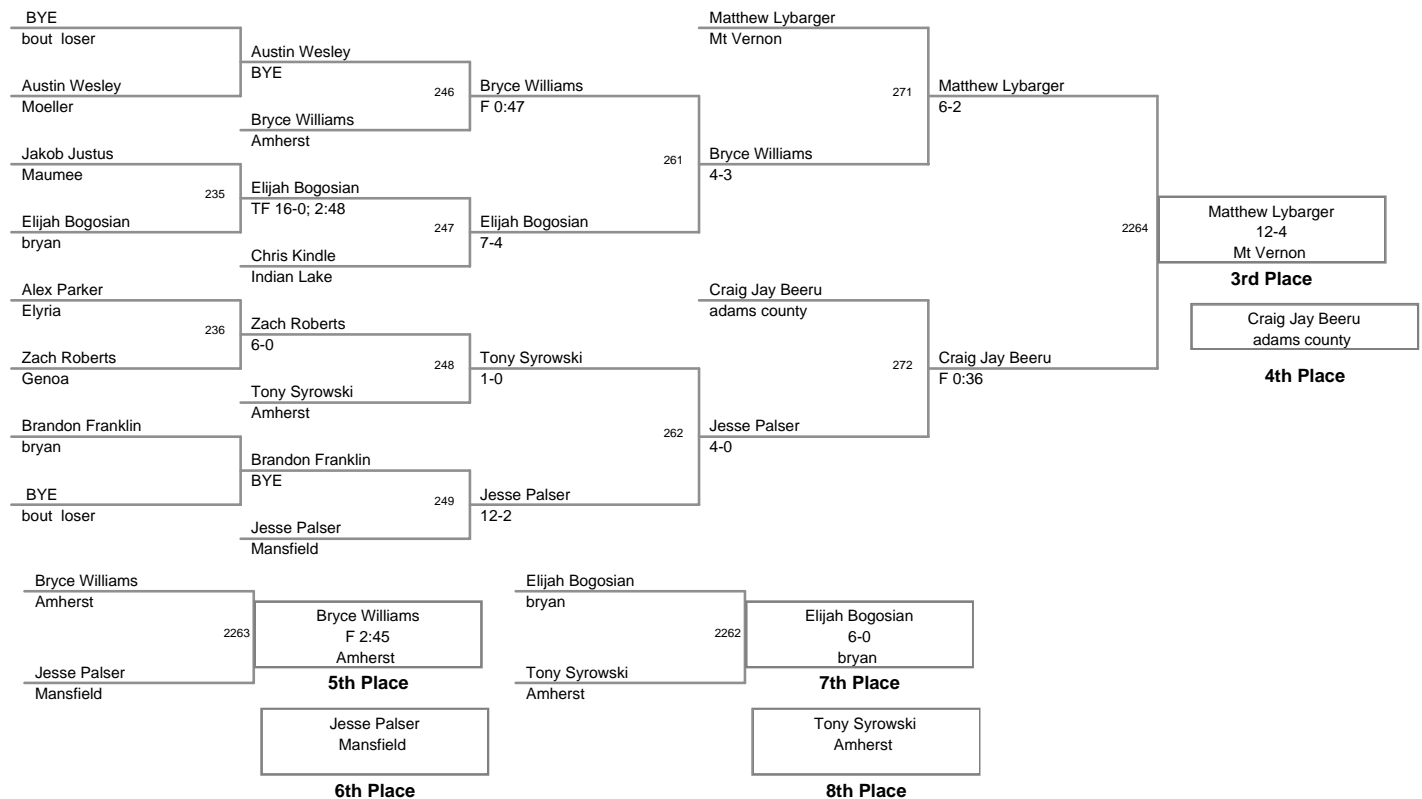 BYE
bout loser
Austin Wesley
Moeller
Jakob Justus
Maumee
235
Elijah Bogosian
bryan
Alex Parker
Elyria
236
Zach Roberts
Genoa
Brandon Franklin
bryan
BYE
bout loser
Austin Wesley
BYE
246
Bryce Williams
Amherst
Elijah Bogosian
TF 16-0; 2:48
247
Chris Kindle
Indian Lake
Zach Roberts
6-0
248
Tony Syrowski
Amherst
Brandon Franklin
BYE
249
Jesse Palser
Mansfield
Bryce Williams
F 0:47
261
Elijah Bogosian
7-4
Tony Syrowski
1-0
262
Jesse Palser
12-2
Matthew Lybarger
Mt Vernon
271
Bryce Williams
4-3
Craig Jay Beeru
adams county
272
Jesse Palser
4-0
Matthew Lybarger
6-2
2264
Craig Jay Beeru
F 0:36
Matthew Lybarger
12-4
Mt Vernon
3rd Place
Craig Jay Beeru
adams county
4th Place
Bryce Williams
Amherst
2263
Jesse Palser
Mansfield
Bryce Williams
F 2:45
Amherst
5th Place
Jesse Palser
Mansfield
6th Place
Elijah Bogosian
bryan
2262
Tony Syrowski
Amherst
Elijah Bogosian
6-0
bryan
7th Place
Tony Syrowski
Amherst
8th Place